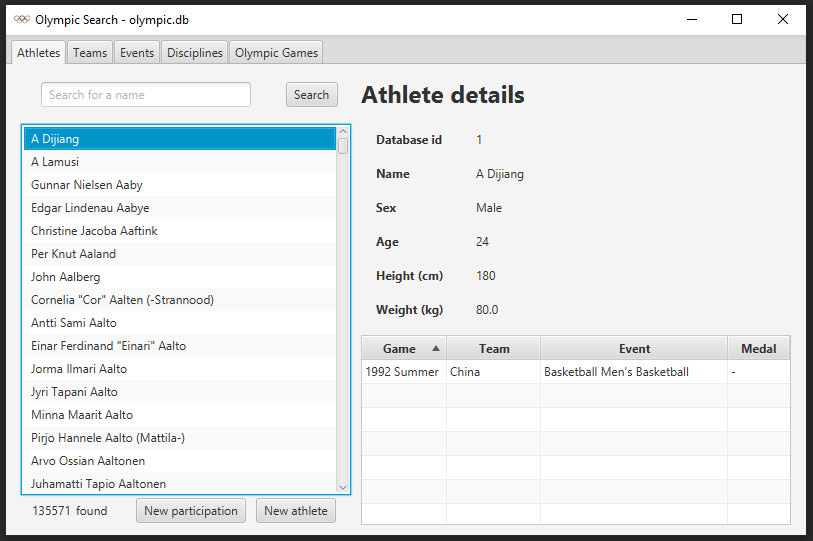 Olympic Search - olympic.db
Athletes Teams Events Disciplines Olympic Games
Search for a name Search
A Dijiang
A Lamusi
Gunnar Nielsen Aaby
Edgar Lindenau Aabye
Christine Jacoba Aaftink
Per Knut Aaland
John Aalberg
Cornelia "Cor" Aalten (-Strannood)
Antti Sami Aalto
Einar Ferdinand "Einari" Aalto
Jorma Ilmari Aalto
Jyri Tapani Aalto
Minna Maarit Aalto
Pirjo Hannele Aalto (Mattila-)
Arvo Ossian Aaltonen
Juhamatti Tapio Aaltonen
135571 found New participation New athlete
Athlete details
Database id 1
Name A Dijiang
Sex Male
Age 24
Height (cm) 180
Weight (kg) 80.0
Game Team Event Medal
1992 Summer China Basketball Men's Basketball -